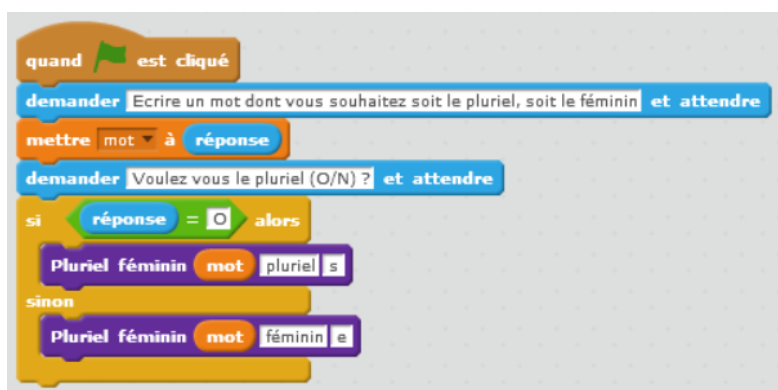 quand est cliqué
demander Ecrire un mot dont vous souhaitez soit le pluriel, soit le féminin et attendre
mettre mot à réponse
demander Voulez vous le pluriel (O/N) ? et attendre
si réponse = O alors
Pluriel féminin mot pluriel s
sinon
Pluriel féminin mot féminin e